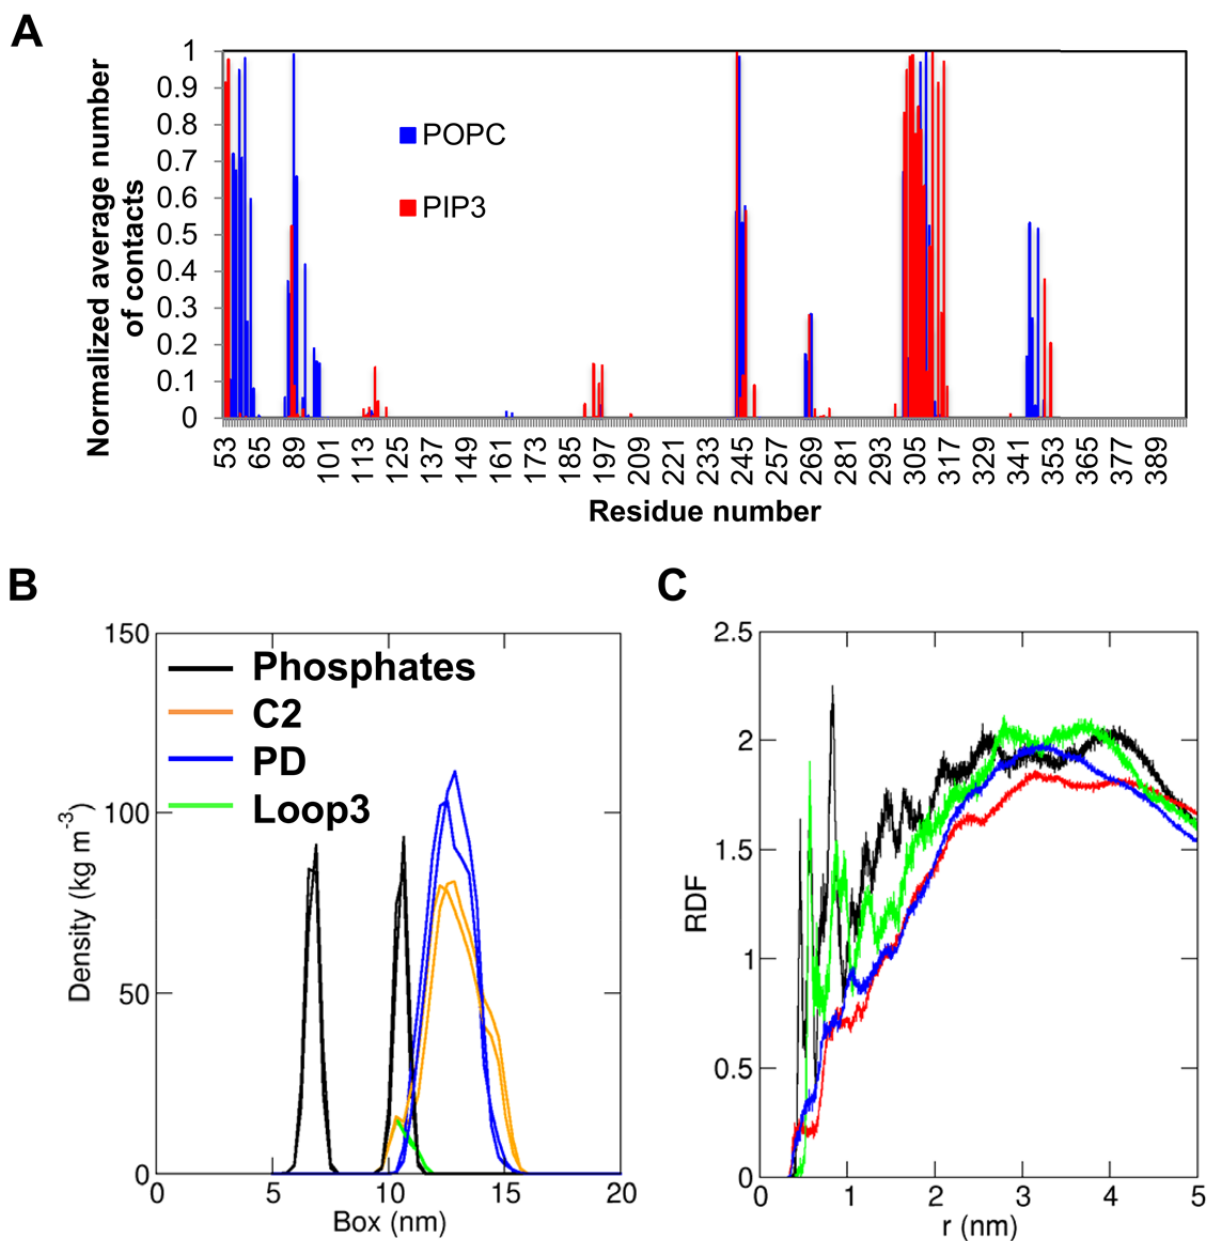 A
Normalized average number
of contacts
1
0.9
0.8
0.7
0.6
0.5
0.4
0.3
0.2
0.1
0
POPC
PIP3
53 65 89 101 113 125 137 149 161 173 185 197 209 221 233 245 257 269 281 293 305 317 329 341 353 365 377 389
Residue number
B
Density (kg m-3)
150
100
50
0
Phosphates
C2
PD
Loop3
0 5 10 15 20
Box (nm)
C
RDF
2.5
2
1.5
1
0.5
0
0 1 2 3 4 5
r (nm)